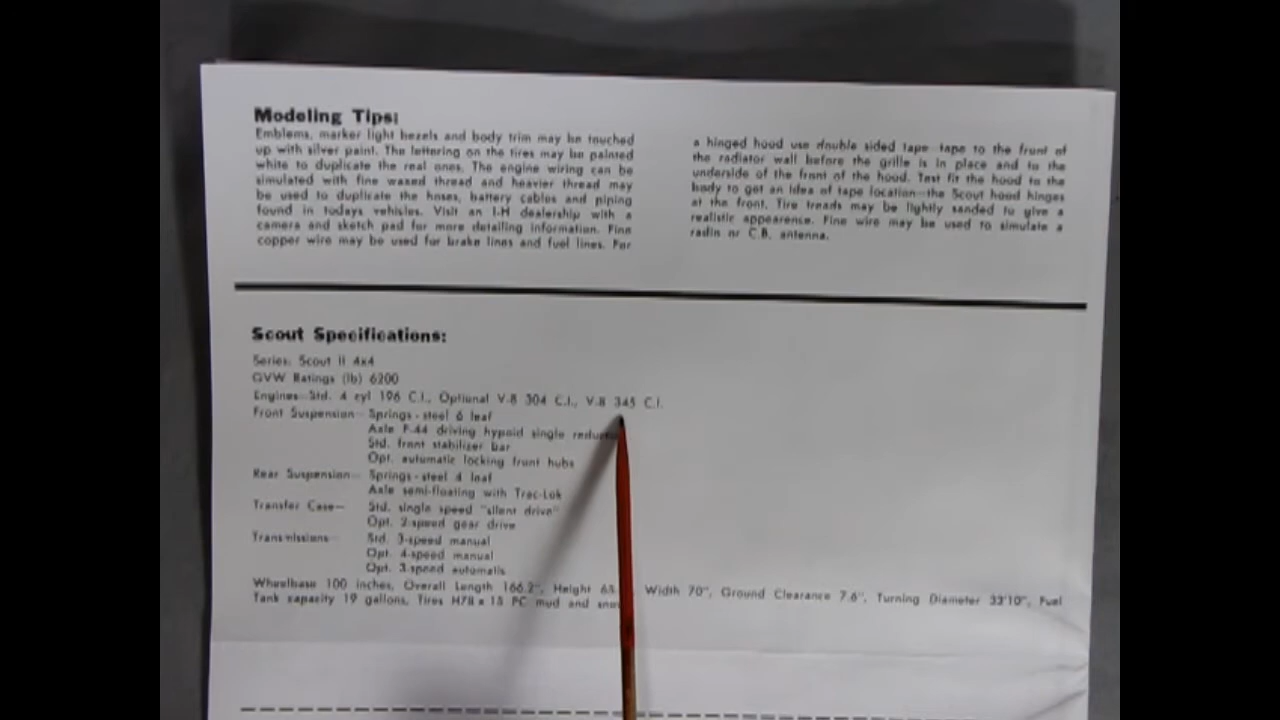 Modeling Tips:
Emblems, marker light bezels and body trim may be touched
up with silver paint. The lettering on the tires may be painted
white to duplicate the real ones. The engine wiring can be
simulated with fine waxed thread and heavier thread may
be used to duplicate the hoses, battery cables and piping
found in todays vehicles. Visit an I-H dealership with a
camera and sketch pad for more detailing information. Fine
copper wire may be used for brake lines and fuel lines. For
a hinged hood use double sided tape tape to the front of
the radiator wall before the grille is in place and to the
underside of the front of the hood. Test fit the hood to the
body to get an idea of tape location—the Scout hood hinges
at the front. Tire treads may be lightly sanded to give a
realistic appearence. Fine wire may be used to simulate a
radio or C.B. antenna.
Scout Specifications:
Series: Scout II 4x4
GVW Ratings (lb) 6200
Engines—Std. 4 cyl 196 C.I., Optional V-8 304 C.I., V-8 345 C.I.
Front Suspension— Springs - steel 6 leaf
Axle F-44 driving hypoid single
Std. front stabilizer bar
Opt. automatic locking front hubs
Rear Suspension— Springs - steel 4 leaf
Axle semi-floating with Trac-Lok
Transfer Case— Std. single speed "silent drive"
Opt. 2-speed gear drive
Transmissions— Std. 3-speed manual
Opt. 4-speed manual
Opt. 3-speed automatic
Wheelbase 100 inches, Overall Length 166.2", Height Width 70", Ground Clearance 7.6", Turning Diameter 33'10", Fuel
Tank capacity 19 gallons, Tires H78 x 15 PC mud and